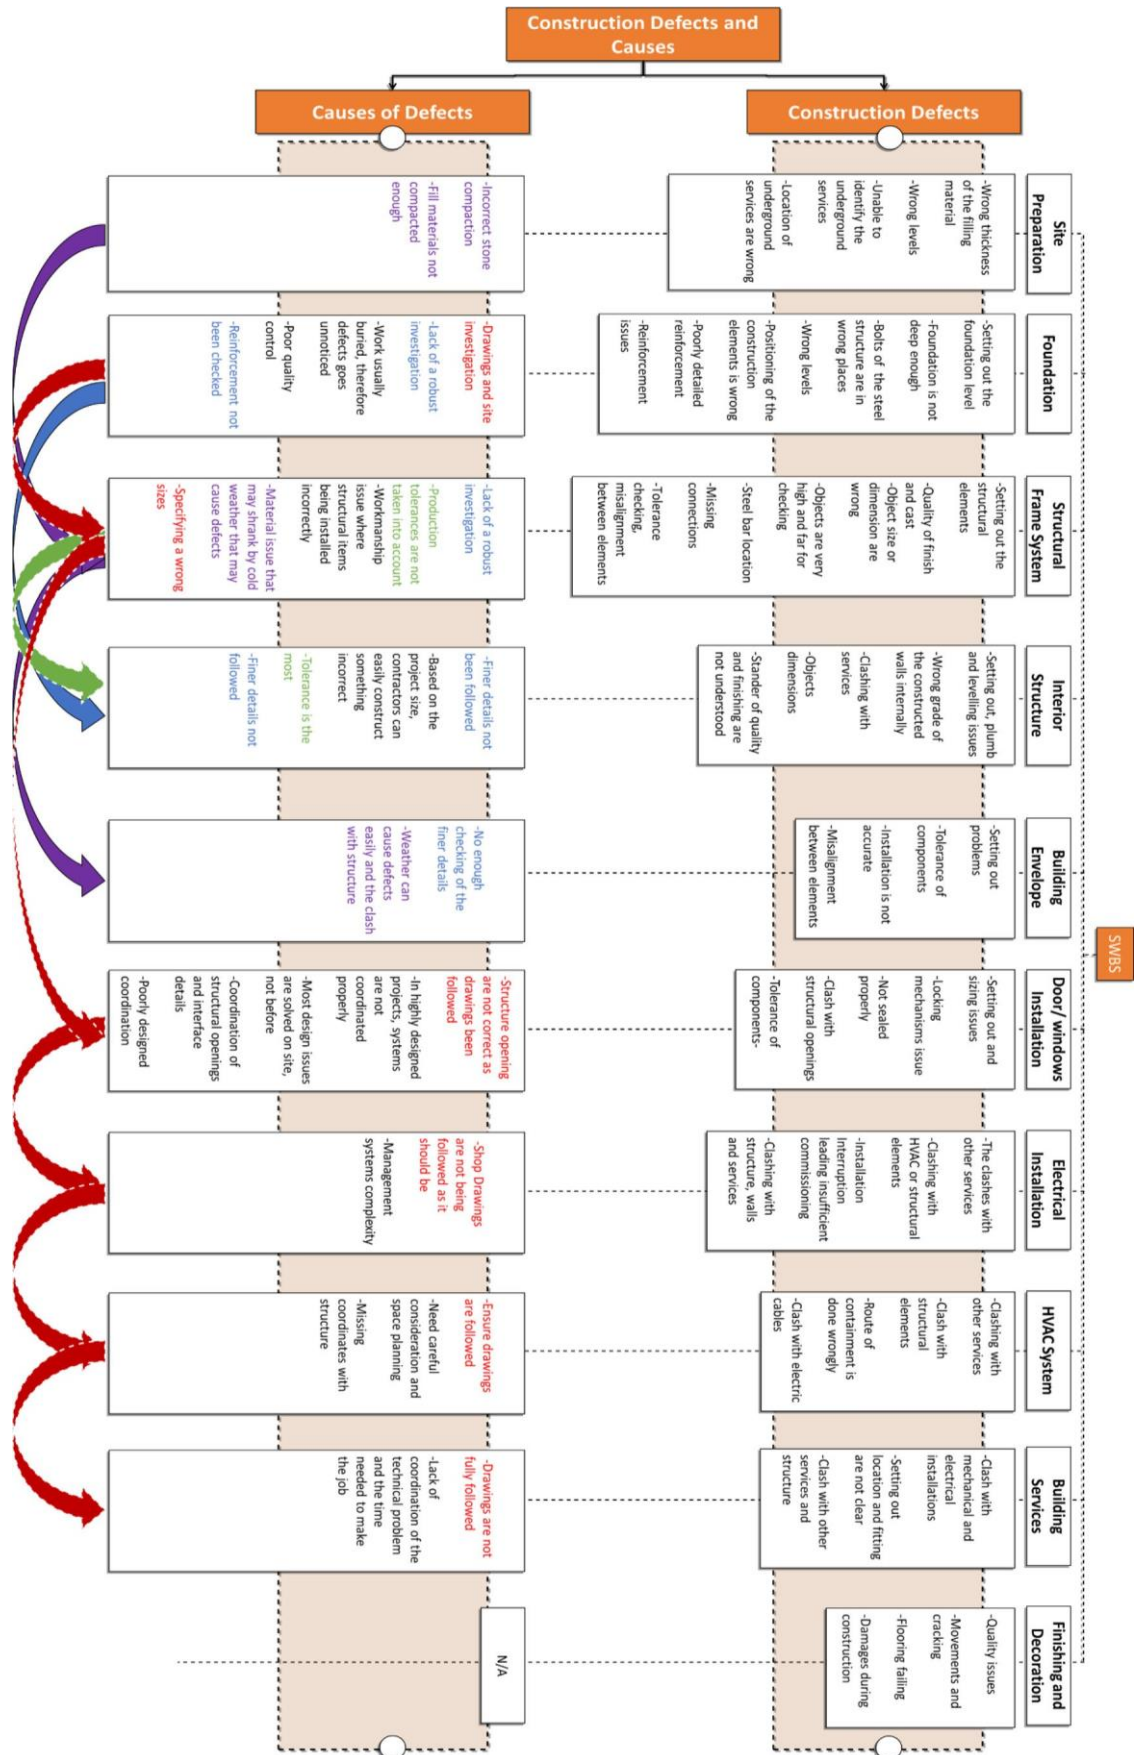 Construction Defects and
Causes
Causes of Defects
Construction Defects
SWBS
Site
Preparation
-Wrong thickness
of the filling
material
-Wrong levels
-Unable to
identify the
underground
services
-Location of
underground
services are wrong
-Incorrect stone
compaction
-Fill materials not
compacted
enough
Foundation
-Setting out the
foundation level
-Foundation is not
deep enough
-Bolts of the steel
structure are in
wrong places
-Wrong levels
-Positioning of the
construction
elements is wrong
-Poorly detailed
reinforcement
-Reinforcement
issues
-Drawings and site
investigation
-Lack of a robust
investigation
-Work usually
buried, therefore
defects goes
unnoticed
-Poor quality
control
-Reinforcement not
been checked
Structural
Frame System
-Setting out the
structural
elements
-Quality of finish
and cast
-Object size or
dimension are
wrong
-Objects are very
high and far for
checking
-Steel bar location
-Missing
connections
-Tolerance
checking,
misalignment
between elements
-Lack of a robust
investigation
-Production
tolerances are not
taken into account
-Workmanship
issue where
structural items
being installed
incorrectly
-Material issue that
may shrank by cold
weather that may
cause defects
-Specifying a wrong
sizes
Interior
Structure
-Setting out, plumb
and levelling issues
-Wrong grade of
the constructed
walls internally
-Clashing with
services
-Objects
dimensions
-Stander of quality
and finishing are
not understood
-Finer details not
been followed
-Based on the
project size,
contractors can
easily construct
something
incorrect
-Tolerance is the
most
-Finer details not
followed
Building
Envelope
-Setting out
problems
-Tolerance of
components
-Installation is not
accurate
-Misalignment
between elements
-No enough
checking of the
finer details
-Weather can
cause defects
easily and the clash
with structure
Door/ windows
Installation
-Setting out and
sizing issues
-Locking
mechanisms issue
-Not sealed
properly
-Clash with
structural openings
-Tolerance of
components-
-Structure opening
are not correct as
drawings been
followed
-In highly designed
projects, systems
are not
coordinated
properly
-Most design issues
are solved on site,
not before
-Coordination of
structural openings
and interface
details
-Poorly designed
coordination
Electrical
Installation
-The clashes with
other services
-Clashing with
HVAC or structural
elements
-Installation
Interruption
leading insufficient
commissioning
-Clashing with
structure, walls
and services
-Shop Drawings
are not being
followed as it
should be
-Management
systems complexity
HVAC System
-Clashing with
other services
-Clash with
structural
elements
-Route of
containment is
done wrongly
-Clash with electric
cables
-Ensure drawings
are followed
-Need careful
consideration and
space planning
-Missing
coordinates with
structure
Building
Services
-Clash with
mechanical and
electrical
installations
-Setting out
location and fitting
are not clear
-Clash with other
services and
structure
-Drawings are not
fully followed
-Lack of
coordination of the
technical problem
and the time
needed to make
the job
Finishing and
Decoration
-Quality issues
-Movements and
cracking
-Flooring failing
-Damages during
construction
N/A